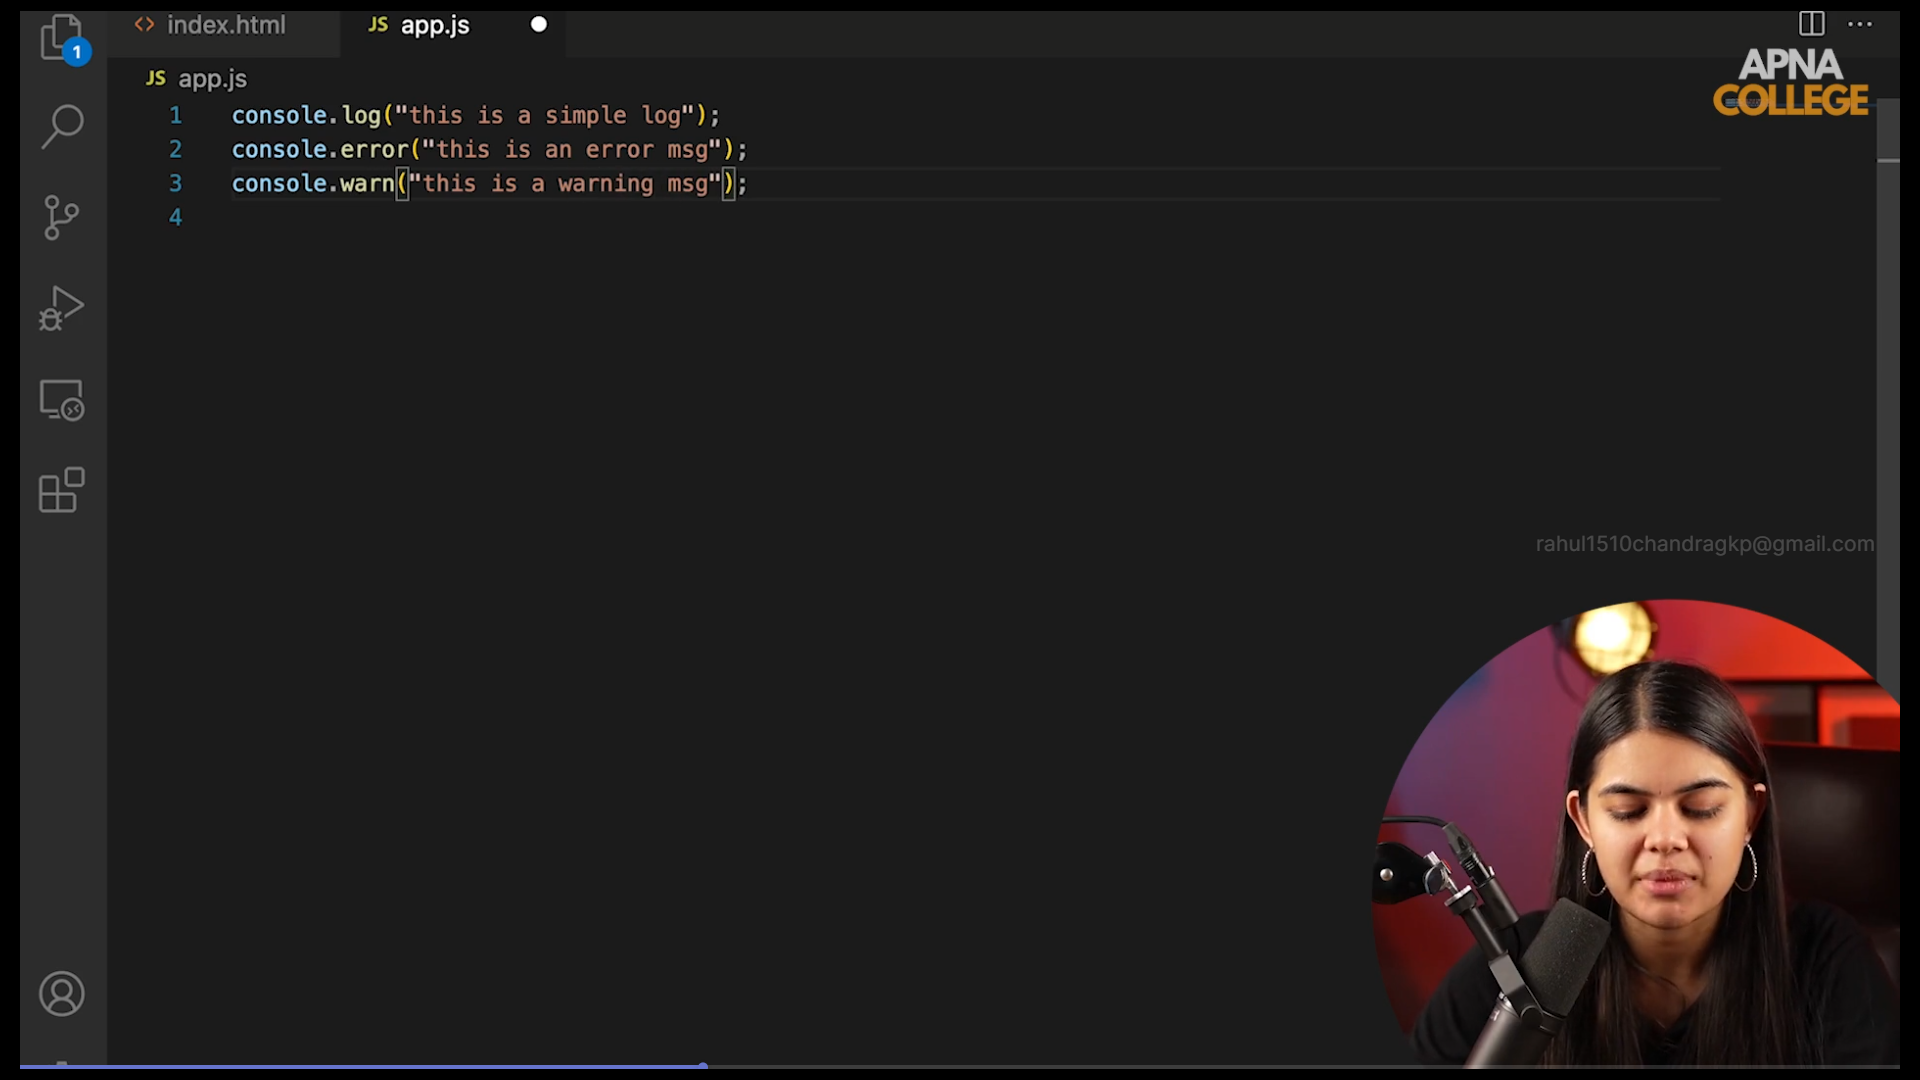 1
index.html
JS app.js
JS app.js
APNA
COLLEGE
1 console.log("this is a simple log");
2 console.error("this is an error msg");
3 console.warn("this is a warning msg");
4
rahul1510chandragkp@gmail.com